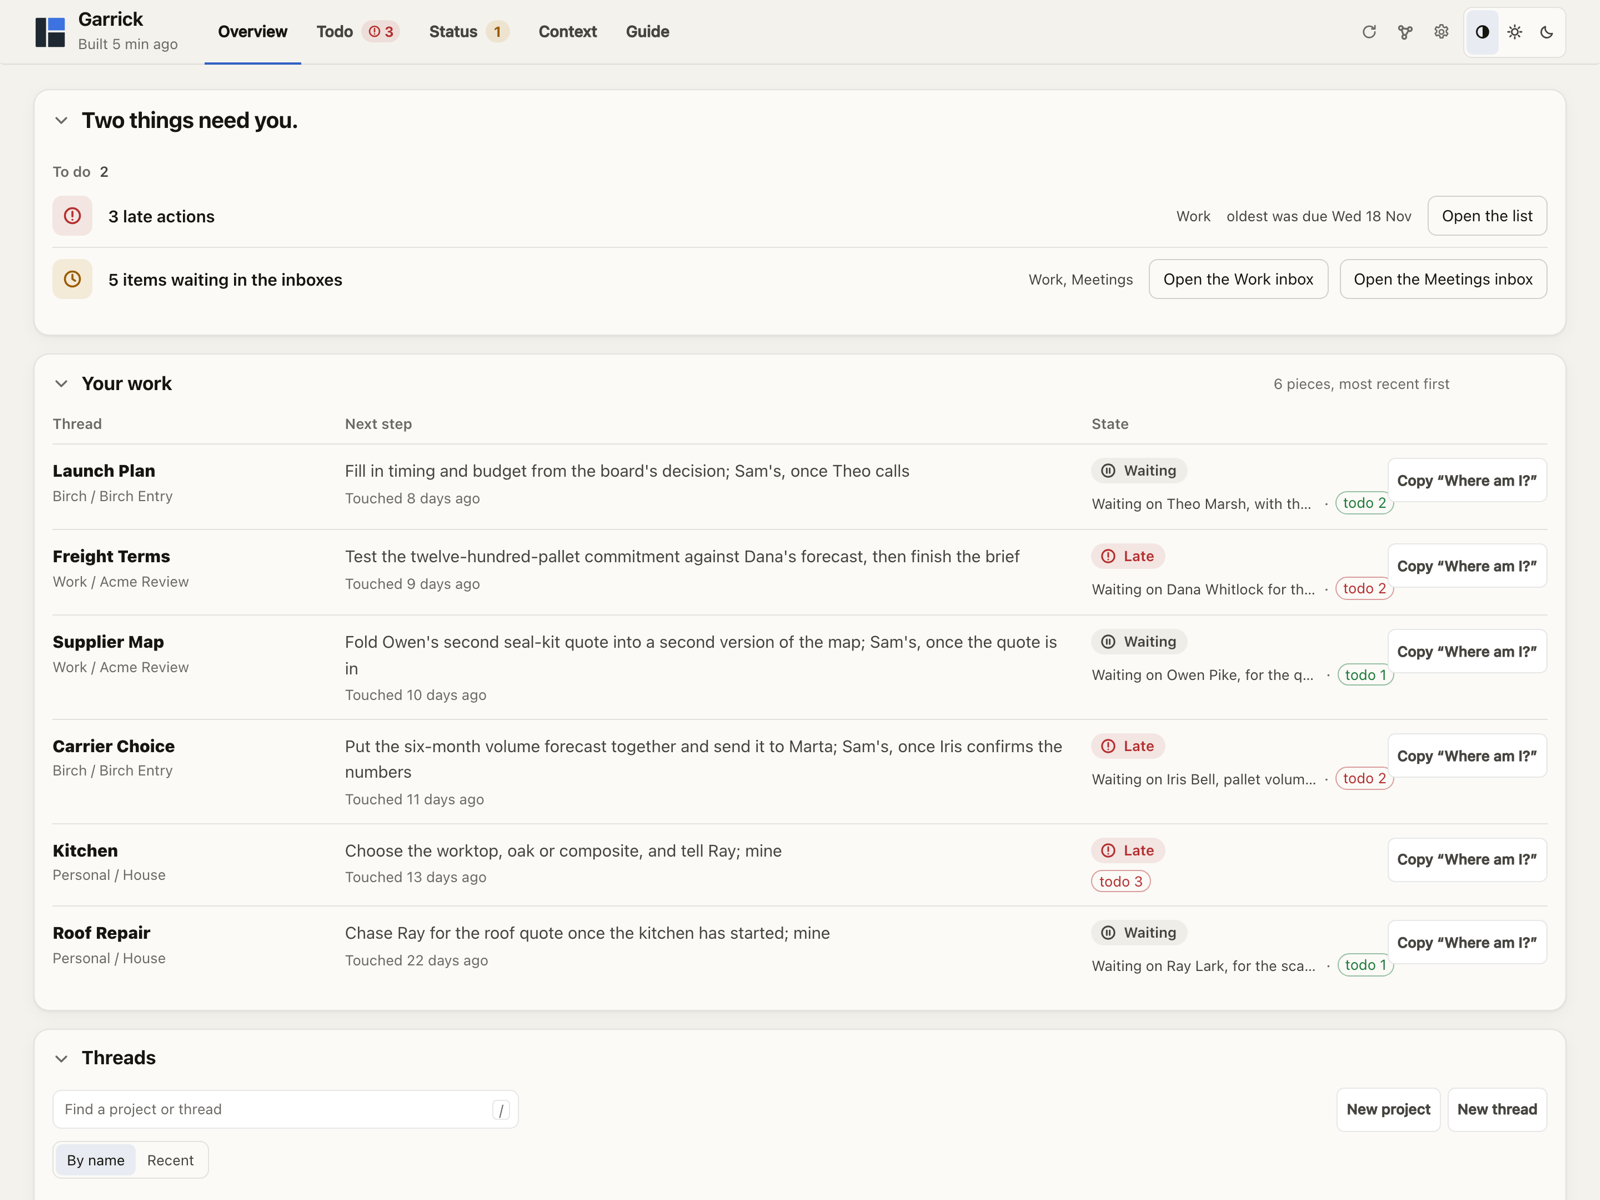 Garrick
Built 5 min ago
Overview
Todo 3
Status 1
Context
Guide
Two things need you.
To do 2
3 late actions
Work oldest was due Wed 18 Nov
Open the list
5 items waiting in the inboxes
Work, Meetings
Open the Work inbox
Open the Meetings inbox
Your work
6 pieces, most recent first
Thread Next step State
Launch Plan
Birch / Birch Entry
Fill in timing and budget from the board's decision; Sam's, once Theo calls
Touched 8 days ago
Waiting
Waiting on Theo Marsh, with th... · todo 2
Copy “Where am I?”
Freight Terms
Work / Acme Review
Test the twelve-hundred-pallet commitment against Dana's forecast, then finish the brief
Touched 9 days ago
Late
Waiting on Dana Whitlock for th... · todo 2
Copy “Where am I?”
Supplier Map
Work / Acme Review
Fold Owen's second seal-kit quote into a second version of the map; Sam's, once the quote is
in
Touched 10 days ago
Waiting
Waiting on Owen Pike, for the q... · todo 1
Copy “Where am I?”
Carrier Choice
Birch / Birch Entry
Put the six-month volume forecast together and send it to Marta; Sam's, once Iris confirms the
numbers
Touched 11 days ago
Late
Waiting on Iris Bell, pallet volum... · todo 2
Copy “Where am I?”
Kitchen
Personal / House
Choose the worktop, oak or composite, and tell Ray; mine
Touched 13 days ago
Late
todo 3
Copy “Where am I?”
Roof Repair
Personal / House
Chase Ray for the roof quote once the kitchen has started; mine
Touched 22 days ago
Waiting
Waiting on Ray Lark, for the sca... · todo 1
Copy “Where am I?”
Threads
Find a project or thread /
New project
New thread
By name
Recent